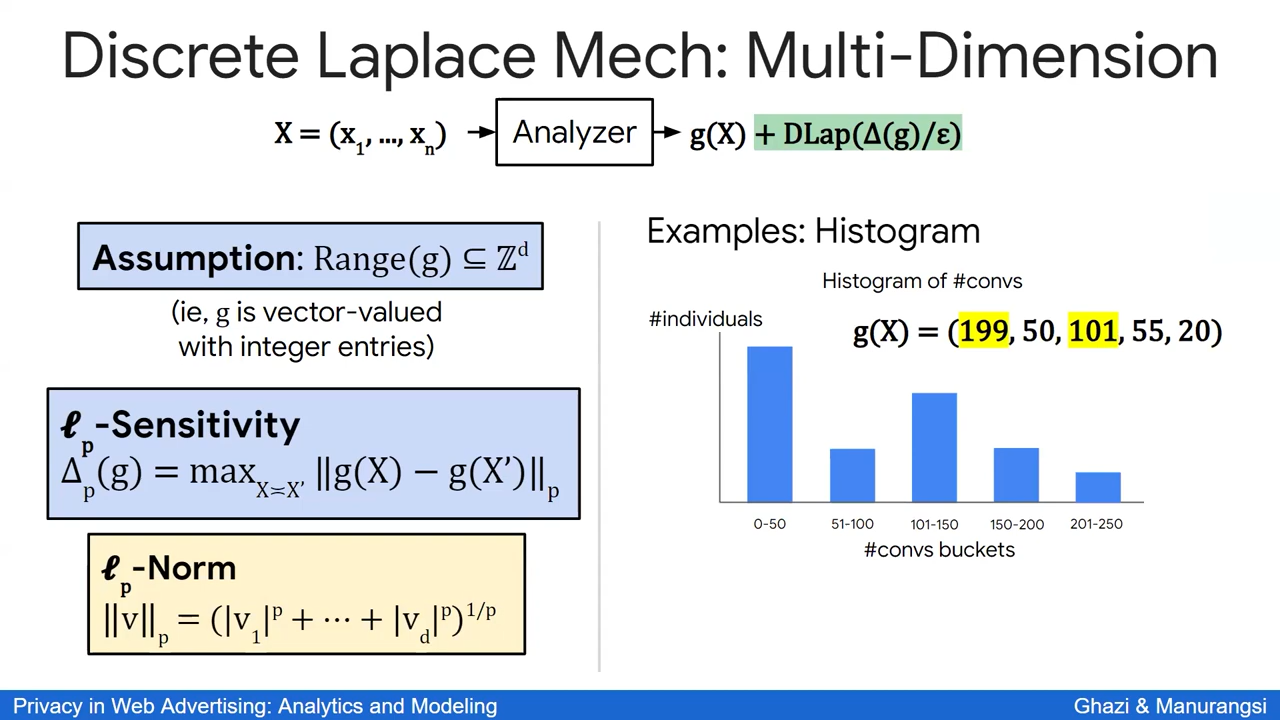 Discrete Laplace Mech: Multi-Dimension
X = (x₁, ..., xₙ) Analyzer g(X) + DLap(Δ(g)/ε)
Assumption: Range(g) ⊆ ℤᵈ
(ie, g is vector-valued
with integer entries)
ℓₚ-Sensitivity
Δₚ(g) = max_X≍X’ ‖g(X) − g(X’)‖ₚ
ℓₚ-Norm
‖v‖ₚ = (|v₁|ᵖ + ⋯ + |v_d|ᵖ)¹/ᵖ
Examples: Histogram
Histogram of #convs
#individuals
g(X) = (199, 50, 101, 55, 20)
0-50 51-100 101-150 150-200 201-250
#convs buckets
Privacy in Web Advertising: Analytics and Modeling
Ghazi & Manurangsi